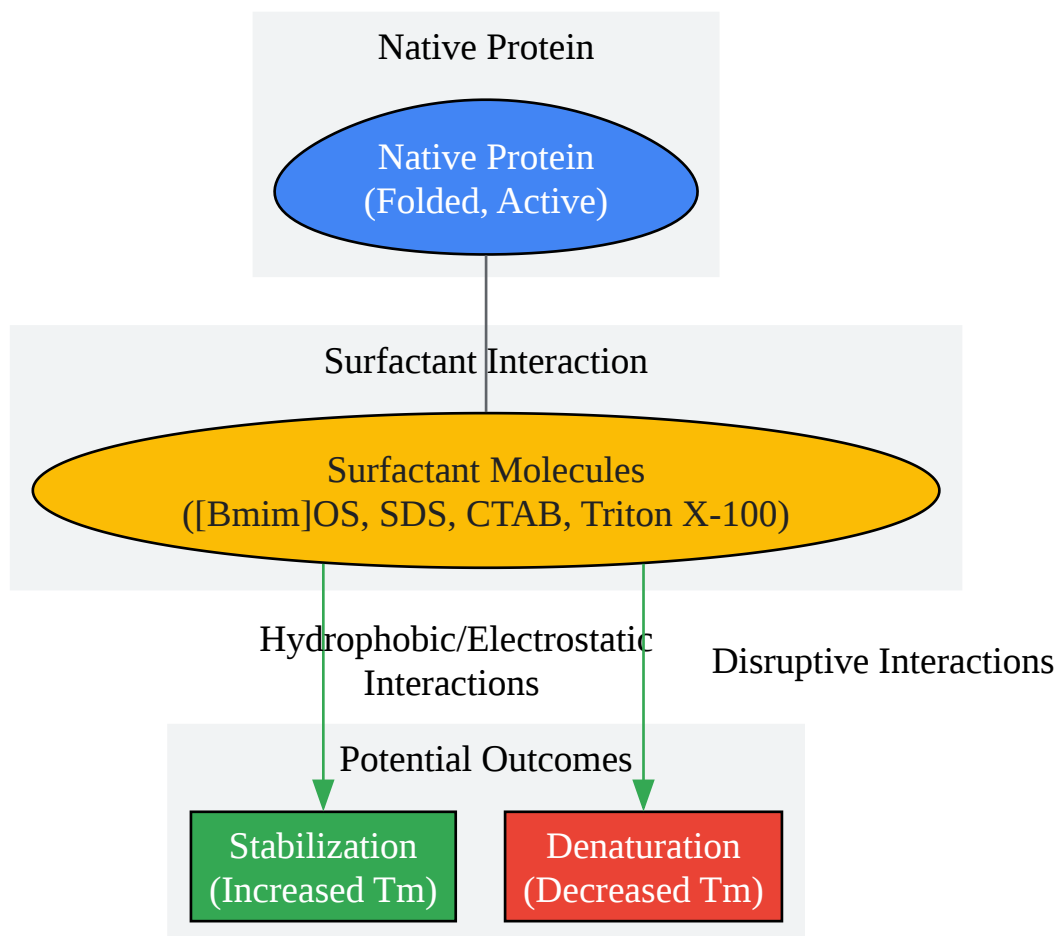 Native Protein
Native Protein
(Folded, Active)
Surfactant Interaction
Surfactant Molecules
([Bmim]OS, SDS, CTAB, Triton X-100)
Hydrophobic/Electrostatic
Interactions
Disruptive Interactions
Potential Outcomes
Stabilization
(Increased Tm)
Denaturation
(Decreased Tm)